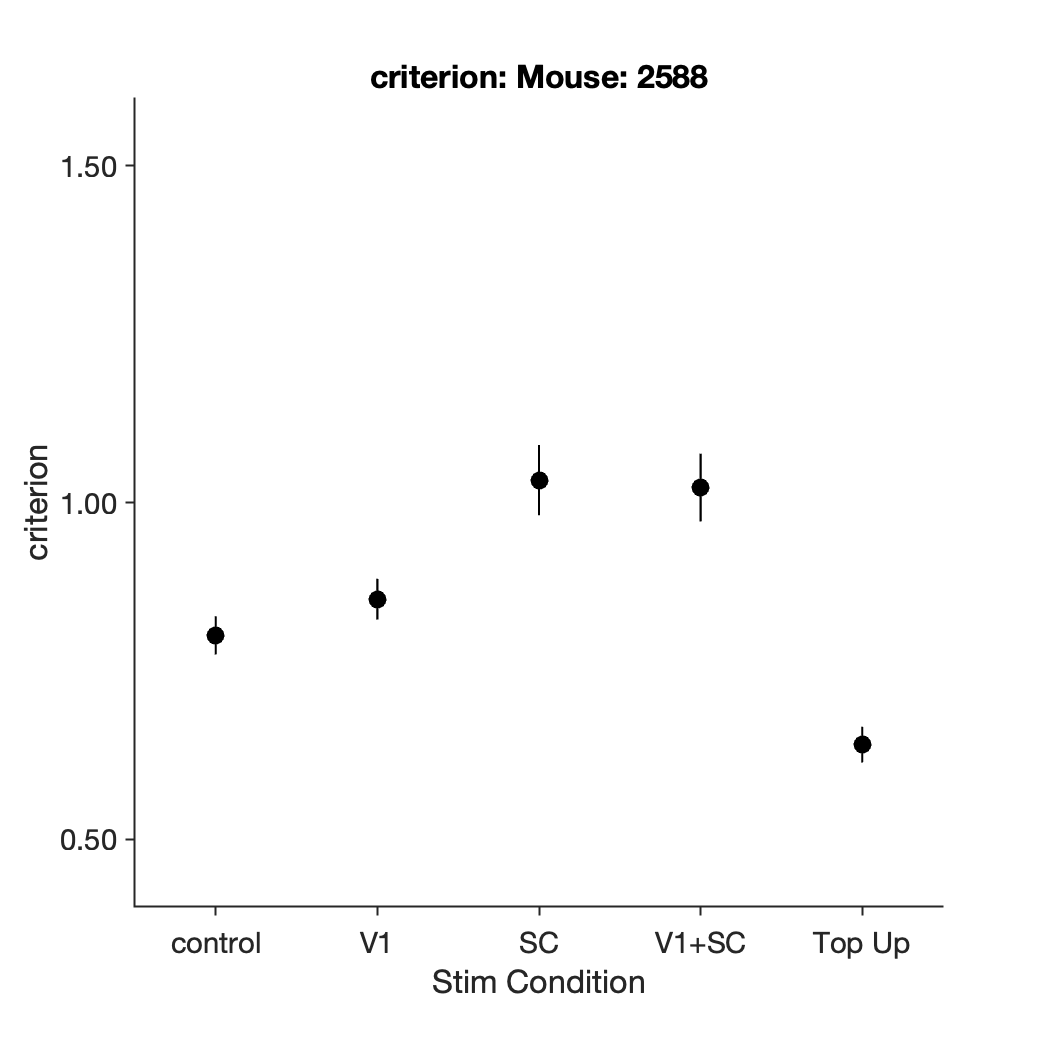 criterion: Mouse: 2588
criterion
1.50
1.00
0.50
control V1 SC V1+SC Top Up
Stim Condition